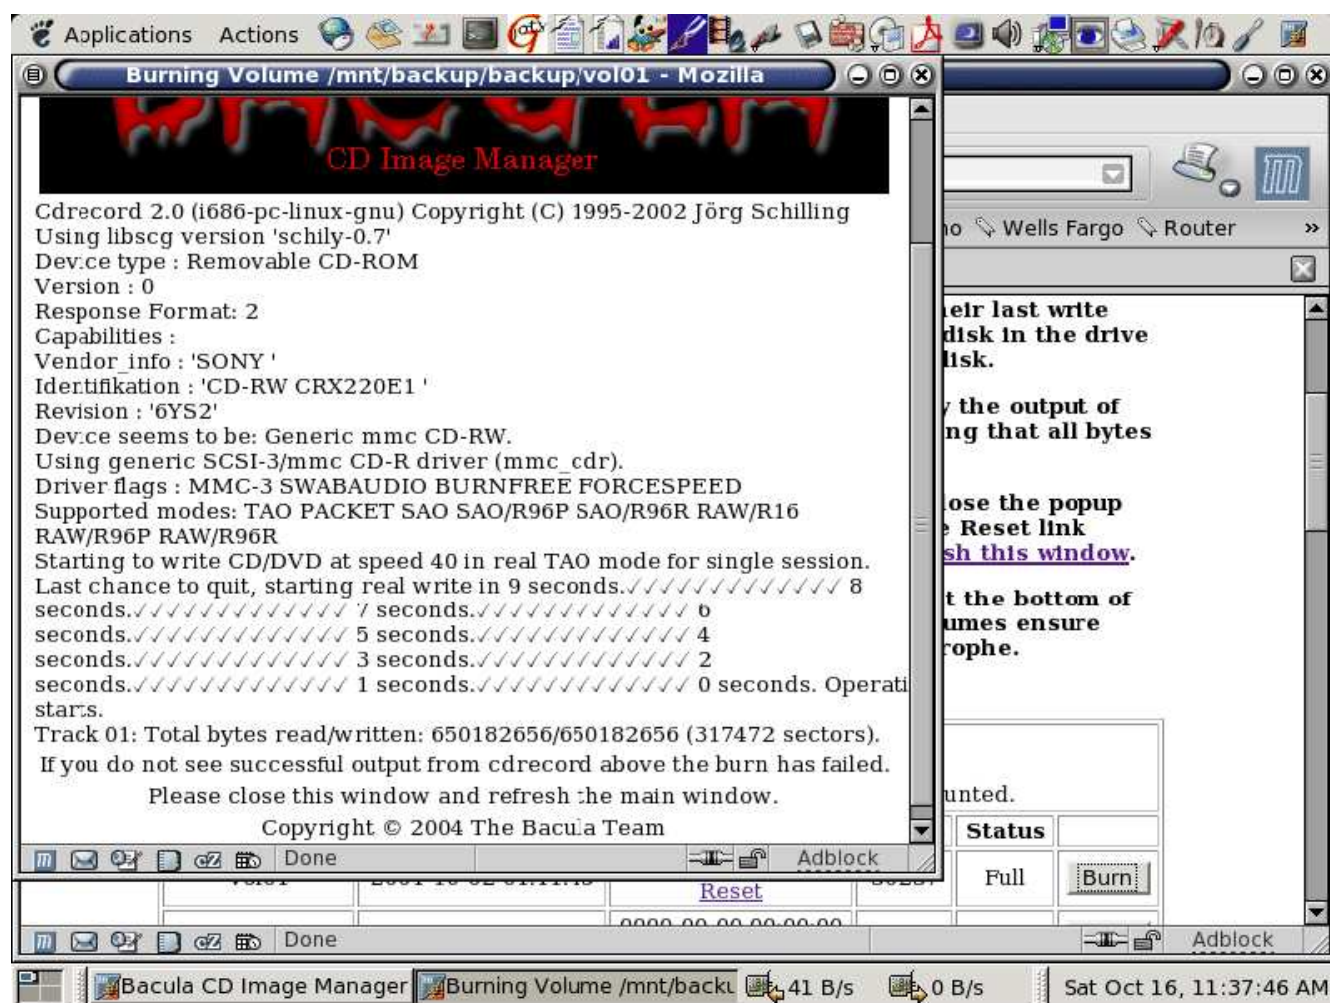 Applications Actions
Burning Volume /mnt/backup/backup/vol01 - Mozilla
BACULA
CD Image Manager
Cdrecord 2.0 (i686-pc-linux-gnu) Copyright (C) 1995-2002 Jörg Schilling
Using libscg version 'schily-0.7'
Device type : Removable CD-ROM
Version : 0
Response Format: 2
Capabilities :
Vendor_info : 'SONY '
Identifikation : 'CD-RW CRX220E1 '
Revision : '6YS2'
Device seems to be: Generic mmc CD-RW.
Using generic SCSI-3/mmc CD-R driver (mmc_cdr).
Driver flags : MMC-3 SWABAUDIO BURNFREE FORCESPEED
Supported modes: TAO PACKET SAO SAO/R96P SAO/R96R RAW/R16
RAW/R96P RAW/R96R
Starting to write CD/DVD at speed 40 in real TAO mode for single session.
Last chance to quit, starting real write in 9 seconds.✓✓✓✓✓✓✓✓✓✓✓✓✓ 8
seconds.✓✓✓✓✓✓✓✓✓✓✓✓✓ 7 seconds.✓✓✓✓✓✓✓✓✓✓✓✓✓ 6
seconds.✓✓✓✓✓✓✓✓✓✓✓✓✓ 5 seconds.✓✓✓✓✓✓✓✓✓✓✓✓✓ 4
seconds.✓✓✓✓✓✓✓✓✓✓✓✓✓ 3 seconds.✓✓✓✓✓✓✓✓✓✓✓✓✓ 2
seconds.✓✓✓✓✓✓✓✓✓✓✓✓✓ 1 seconds.✓✓✓✓✓✓✓✓✓✓✓✓✓ 0 seconds. Operati
starts.
Track 01: Total bytes read/written: 650182656/650182656 (317472 sectors).
If you do not see successful output from cdrecord above the burn has failed.
Please close this window and refresh the main window.
Copyright © 2004 The Bacula Team
Done
Adblock
Wells Fargo Router »
eir last write
disk in the drive
lisk.
the output of
ng that all bytes
lose the popup
Reset link
sh this window.
t the bottom of
umes ensure
rophe.
unted.
Status
Reset
Full
Burn
Done
Adblock
Bacula CD Image Manager
Burning Volume /mnt/backu
41 B/s
0 B/s
Sat Oct 16, 11:37:46 AM